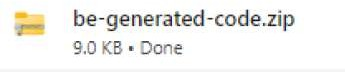 be-generated-code.zip
9.0 KB • Done